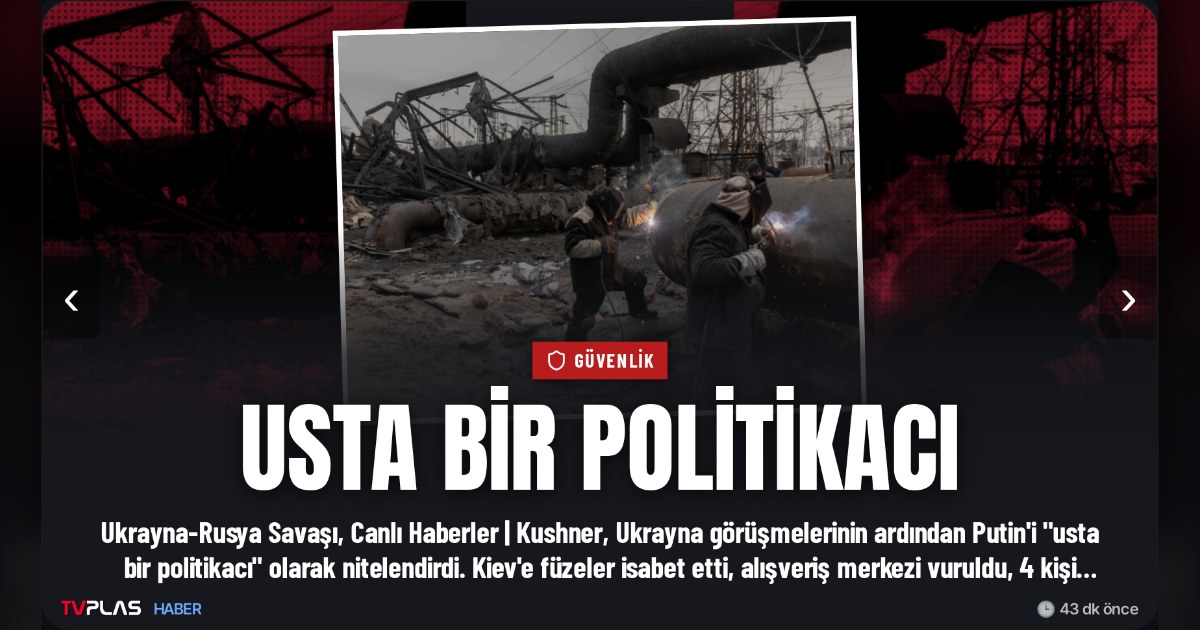 GÜVENLİK
USTA BİR POLİTİKACI
Ukrayna-Rusya Savaşı, Canlı Haberler | Kushner, Ukrayna görüşmelerinin ardından Putin'i "usta
bir politikacı" olarak nitelendirdi. Kiev'e füzeler isabet etti, alışveriş merkezi vuruldu, 4 kişi...
TVPLAS HABER
43 dk önce